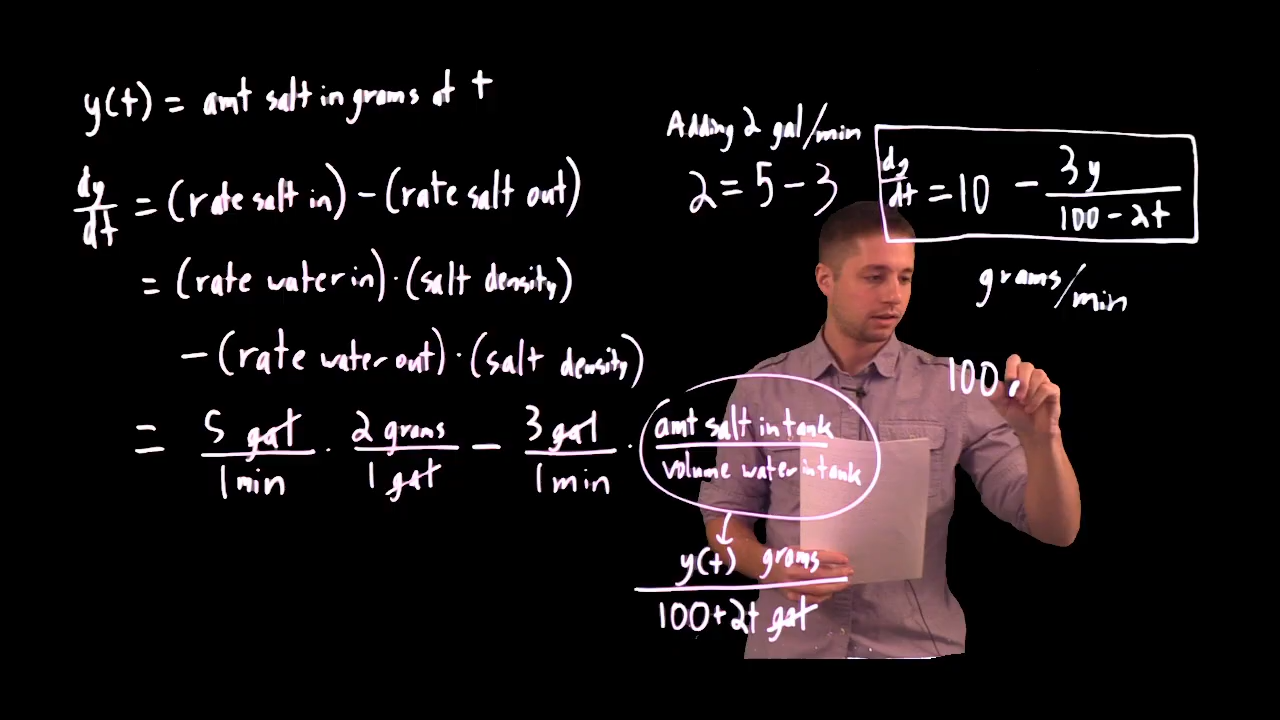 y(t) = amt salt in grams at t
dy/dt = (rate salt in) - (rate salt out)
= (rate water in) · (salt density)
- (rate water out) · (salt density)
= 5 gal/1 min · 2 grams/1 gal - 3 gal/1 min · amt salt in tank/volume water in tank
y(t) grams/100+2t gal
Adding 2 gal/min
2 = 5 - 3
dy/dt = 10 - 3y/100 - 2t
grams/min
100